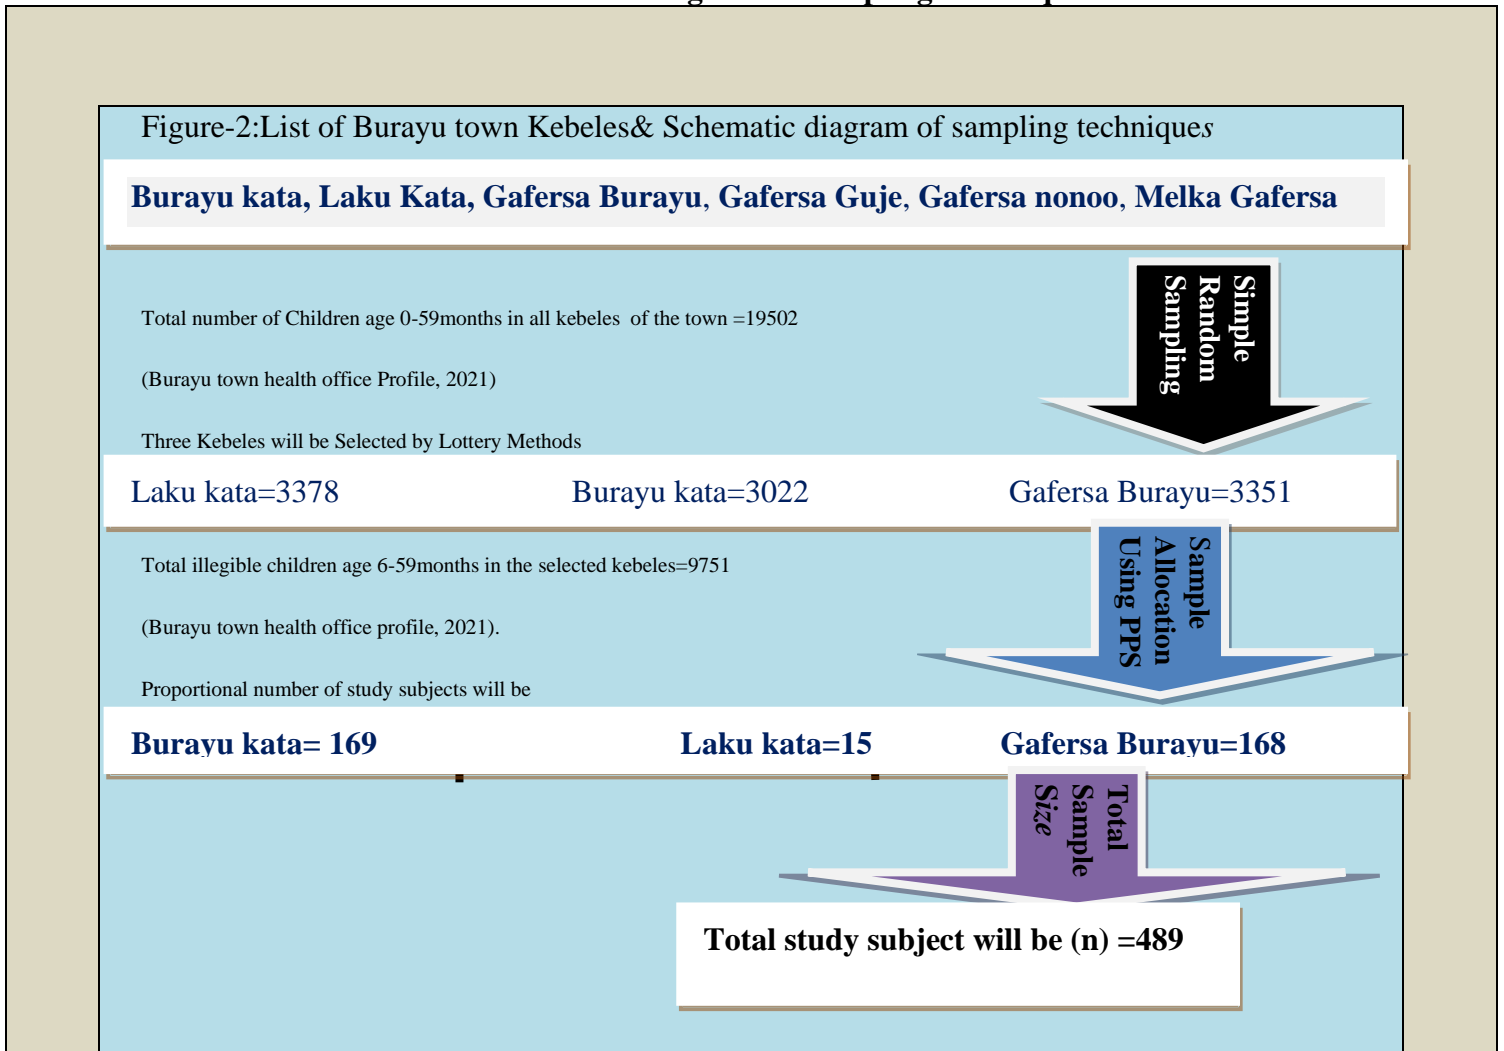 Figure-2:List of Burayu town Kebeles& Schematic diagram of sampling techniques
Burayu kata, Laku Kata, Gafersa Burayu, Gafersa Guje, Gafersa nonoo, Melka Gafersa
Simple
Random
Sampling
Total number of Children age 0-59months in all kebeles of the town =19502
(Burayu town health office Profile, 2021)
Three Kebeles will be Selected by Lottery Methods
Laku kata=3378 Burayu kata=3022 Gafersa Burayu=3351
Sample
Allocation
Using PPS
Total illegible children age 6-59months in the selected kebeles=9751
(Burayu town health office profile, 2021).
Proportional number of study subjects will be
Burayu kata= 169 Laku kata=15 Gafersa Burayu=168
Total
Sample
Size
Total study subject will be (n) =489